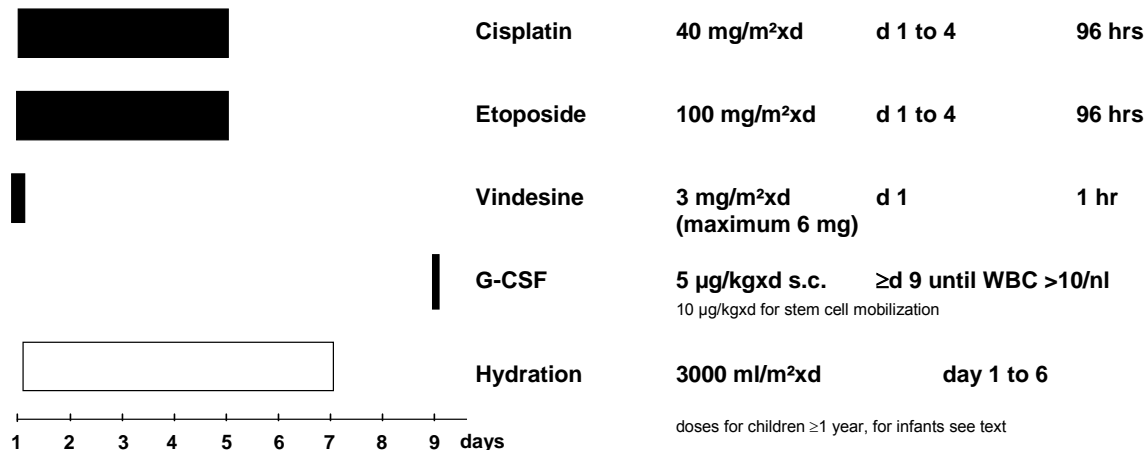 Cisplatin 40 mg/m²xd d 1 to 4 96 hrs
Etoposide 100 mg/m²xd d 1 to 4 96 hrs
Vindesine 3 mg/m²xd d 1 1 hr
(maximum 6 mg)
G-CSF 5 µg/kgxd s.c. ≥d 9 until WBC >10/nl
10 µg/kgxd for stem cell mobilization
Hydration 3000 ml/m²xd day 1 to 6
doses for children ≥1 year, for infants see text
1 2 3 4 5 6 7 8 9 days